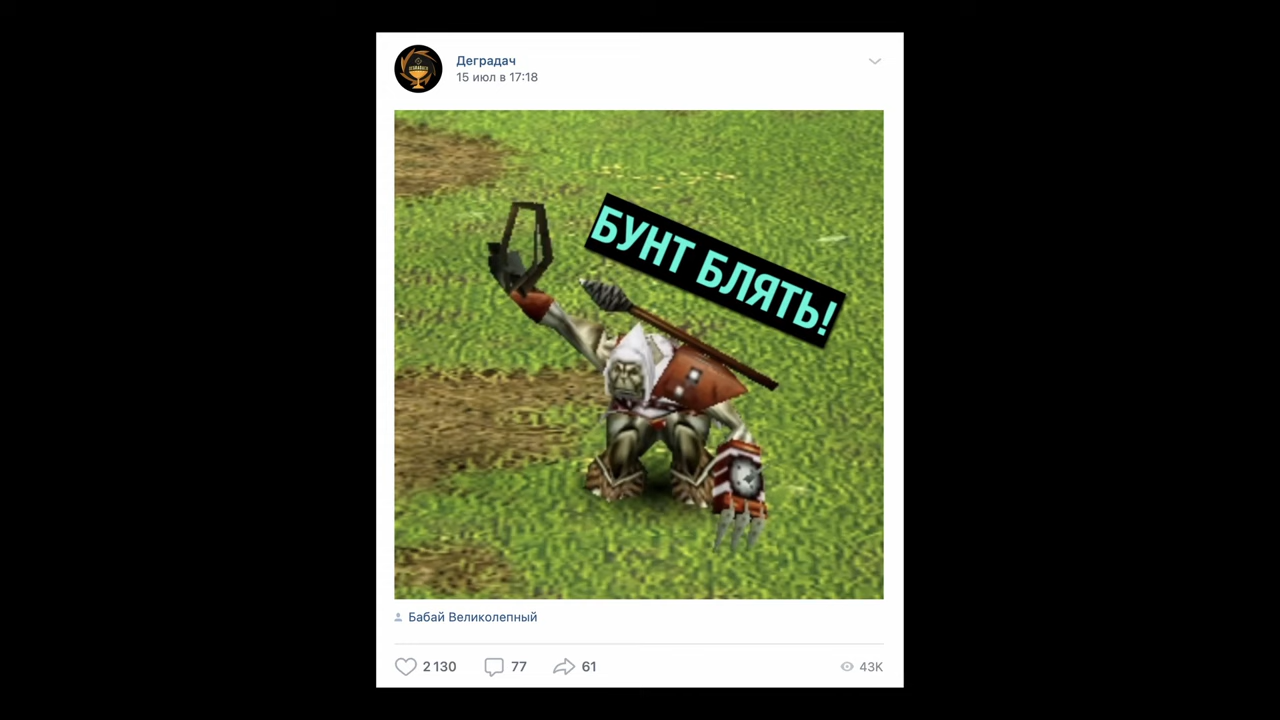 Деградач
15 июл в 17:18
БУНТ БЛЯТЬ!
Бабай Великолепный
2 130
77
61
43K